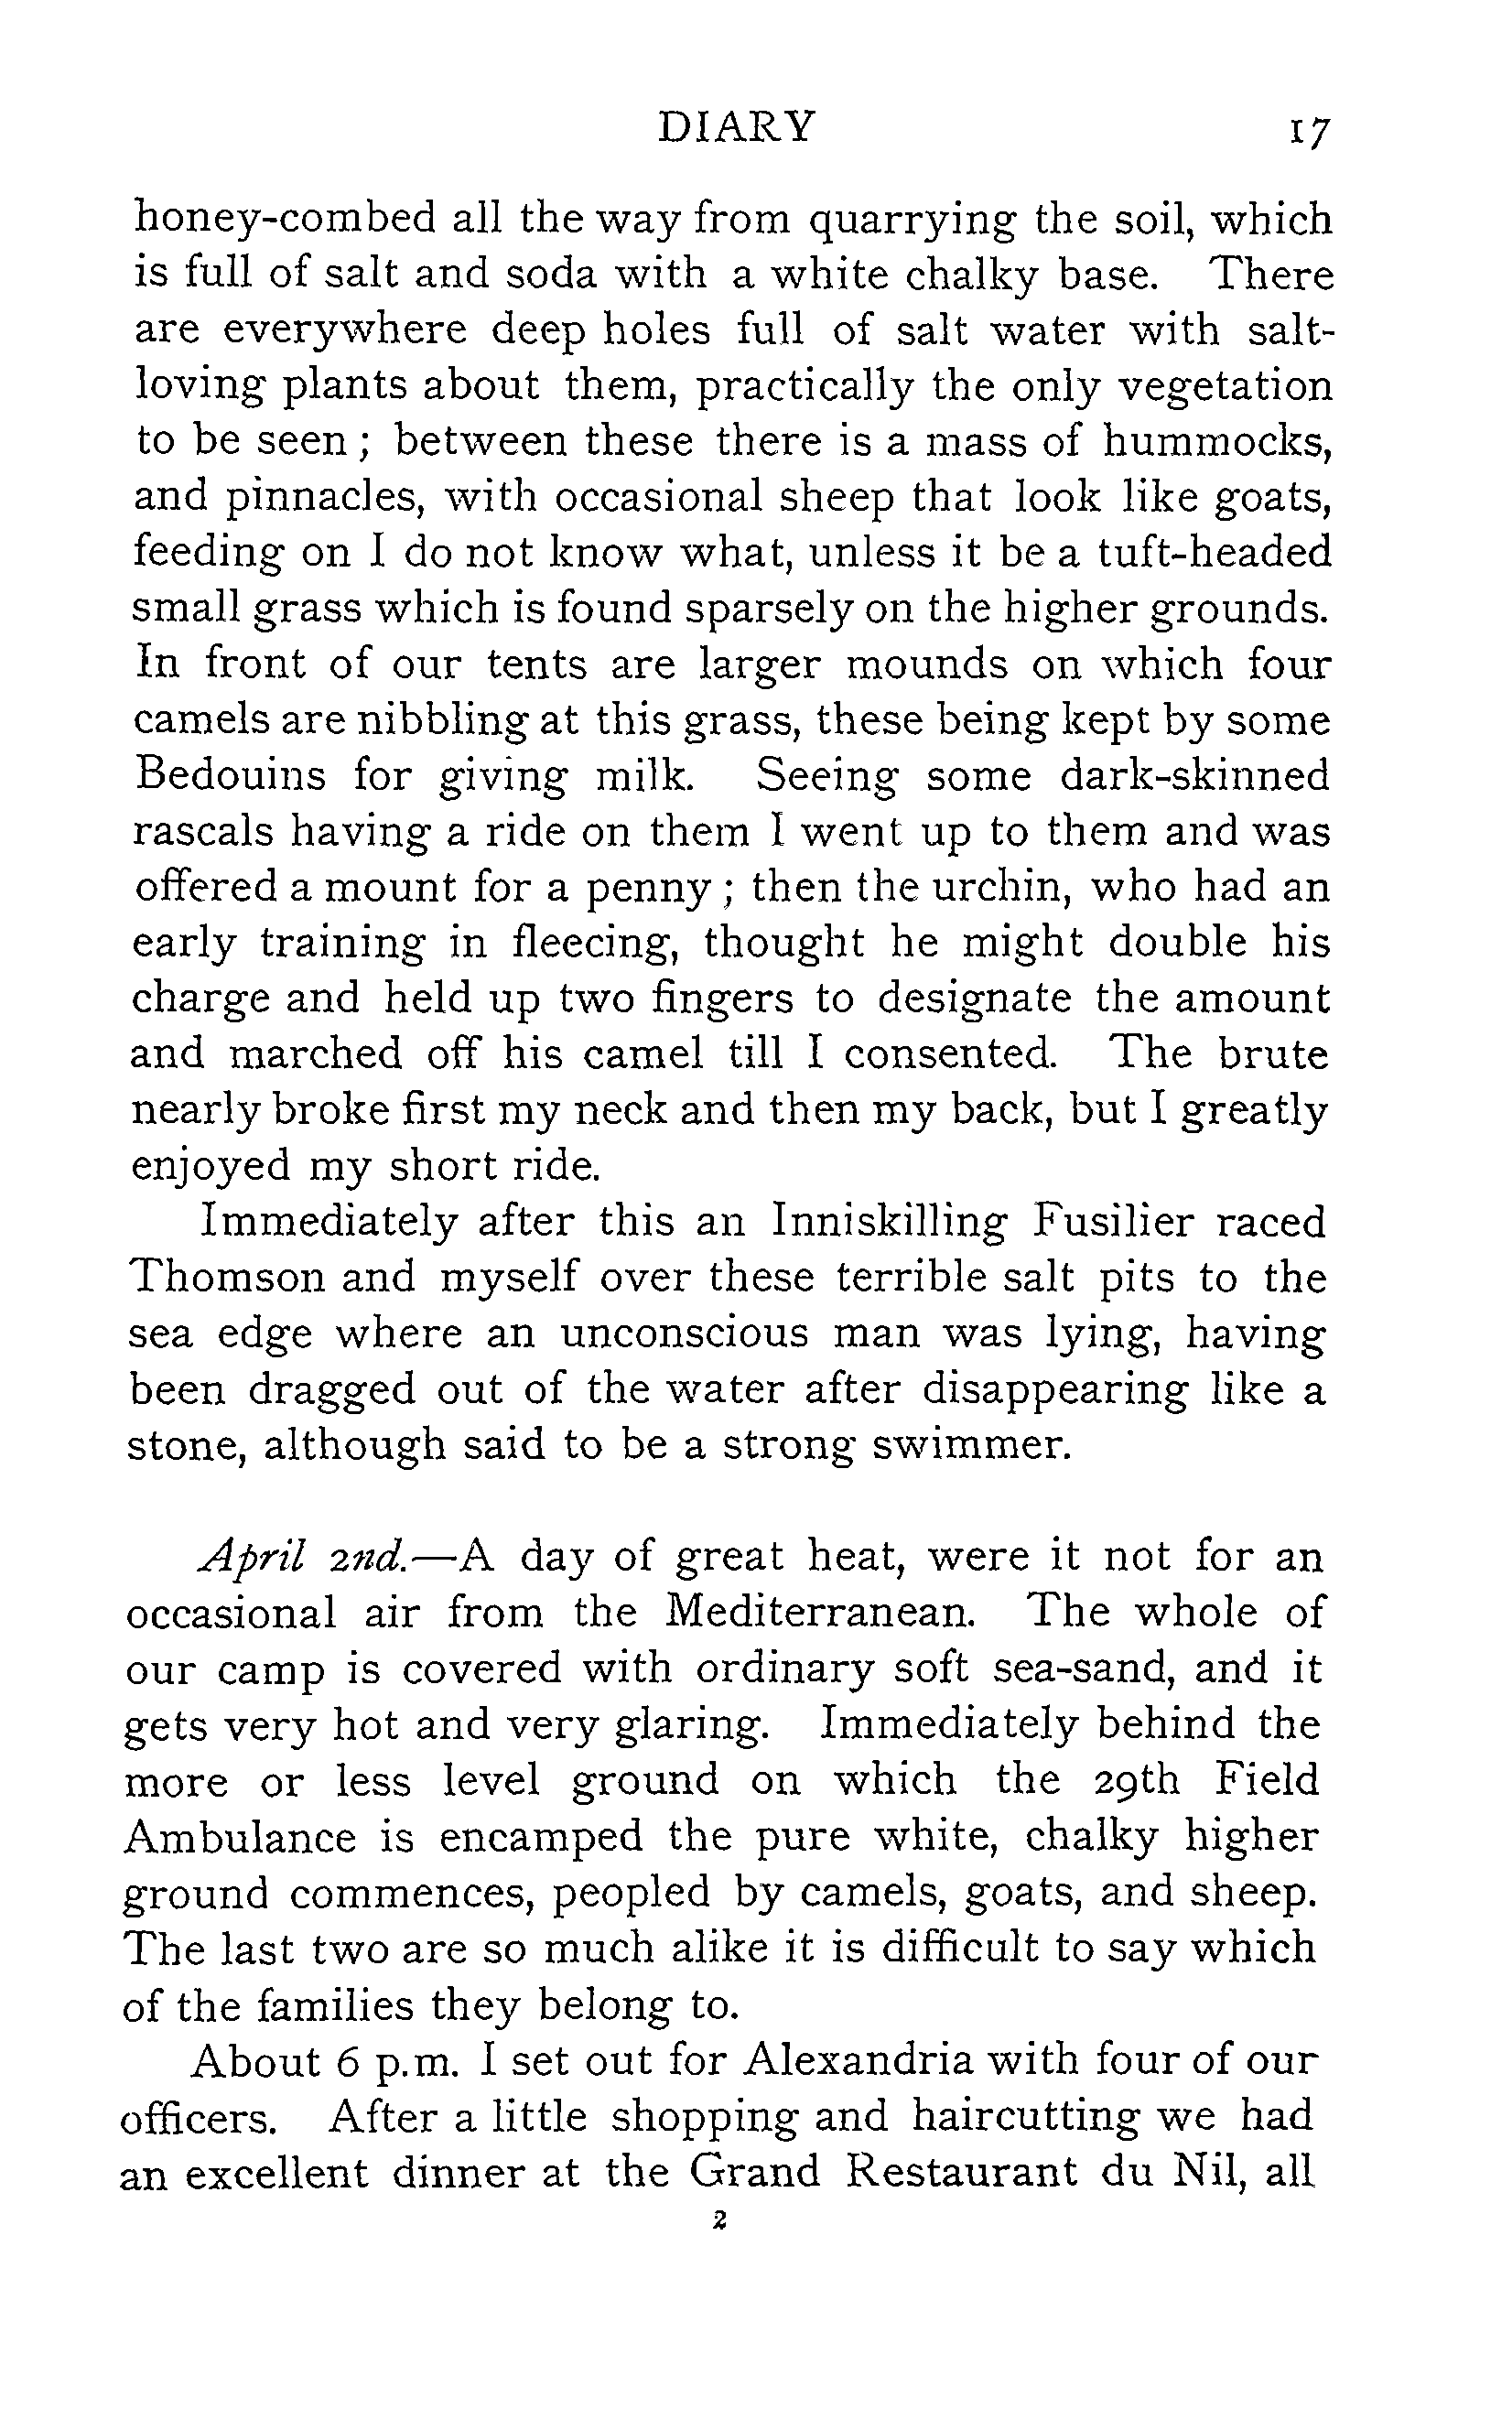 DIARY 17
honey-combed all the way from quarrying the soil, which
is full of salt and soda with a white chalky base. There
are everywhere deep holes full of salt water with salt-
loving plants about them, practically the only vegetation
to be seen ; between these there is a mass of hummocks,
and pinnacles, with occasional sheep that look like goats,
feeding on I do not know what, unless it be a tuft-headed
small grass which is found sparsely on the higher grounds.
In front of our tents are larger mounds on which four
camels are nibbling at this grass, these being kept by some
Bedouins for giving milk. Seeing some dark-skinned
rascals having a ride on them I went up to them and was
offered a mount for a penny ; then the urchin, who had an
early training in fleecing, thought he might double his
charge and held up two fingers to designate the amount
and marched off his camel till I consented. The brute
nearly broke first my neck and then my back, but I greatly
enjoyed my short ride.
Immediately after this an Inniskilling Fusilier raced
Thomson and myself over these terrible salt pits to the
sea edge where an unconscious man was lying, having
been dragged out of the water after disappearing like a
stone, although said to be a strong swimmer.
April 2nd.—A day of great heat, were it not for an
occasional air from the Mediterranean. The whole of
our camp is covered with ordinary soft sea-sand, and it
gets very hot and very glaring. Immediately behind the
more or less level ground on which the 29th Field
Ambulance is encamped the pure white, chalky higher
ground commences, peopled by camels, goats, and sheep.
The last two are so much alike it is difficult to say which
of the families they belong to.
About 6 p.m. I set out for Alexandria with four of our
officers. After a little shopping and haircutting we had
an excellent dinner at the Grand Restaurant du Nil, all
2